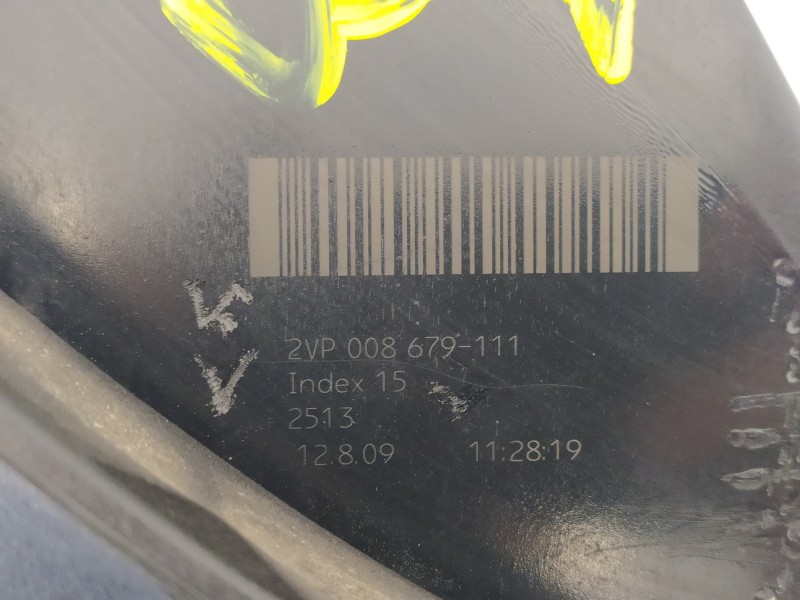 2VP 008 679-111
Index 15
2513
12.8.09 11:28:19